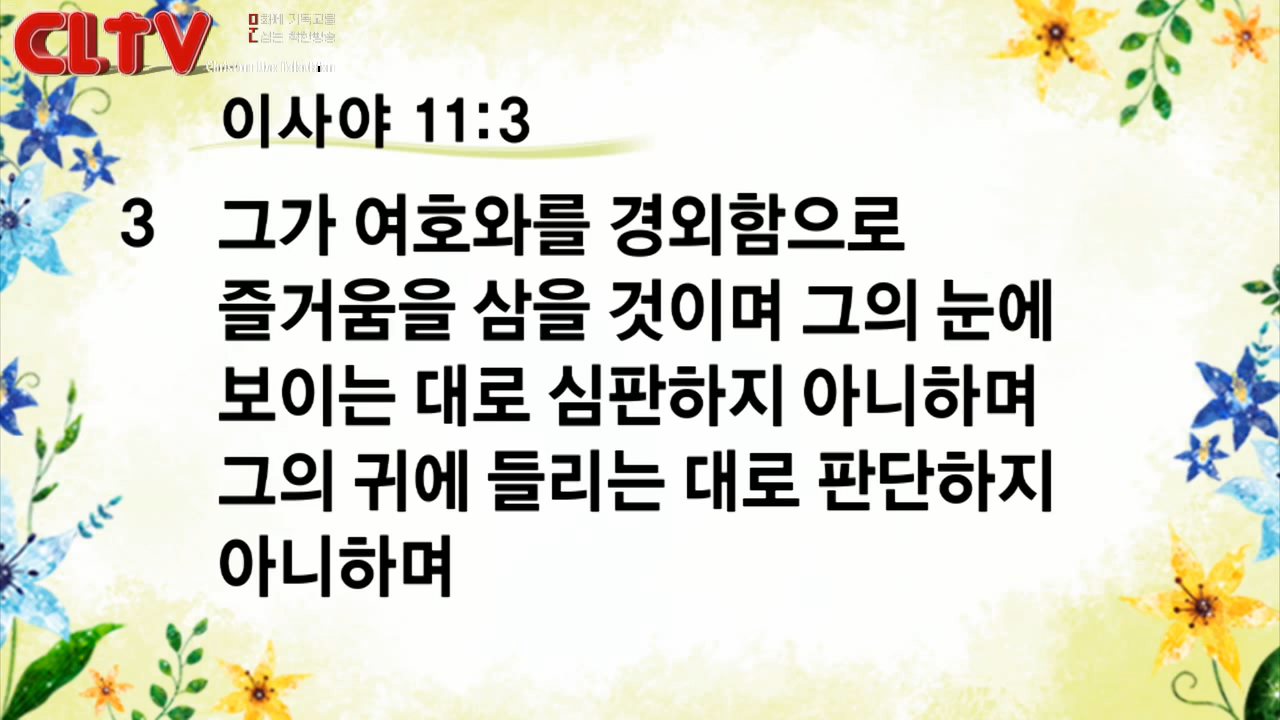 CLTV
이사야 11:3
3 그가 여호와를 경외함으로
즐거움을 삼을 것이며 그의 눈에
보이는 대로 심판하지 아니하며
그의 귀에 들리는 대로 판단하지
아니하며